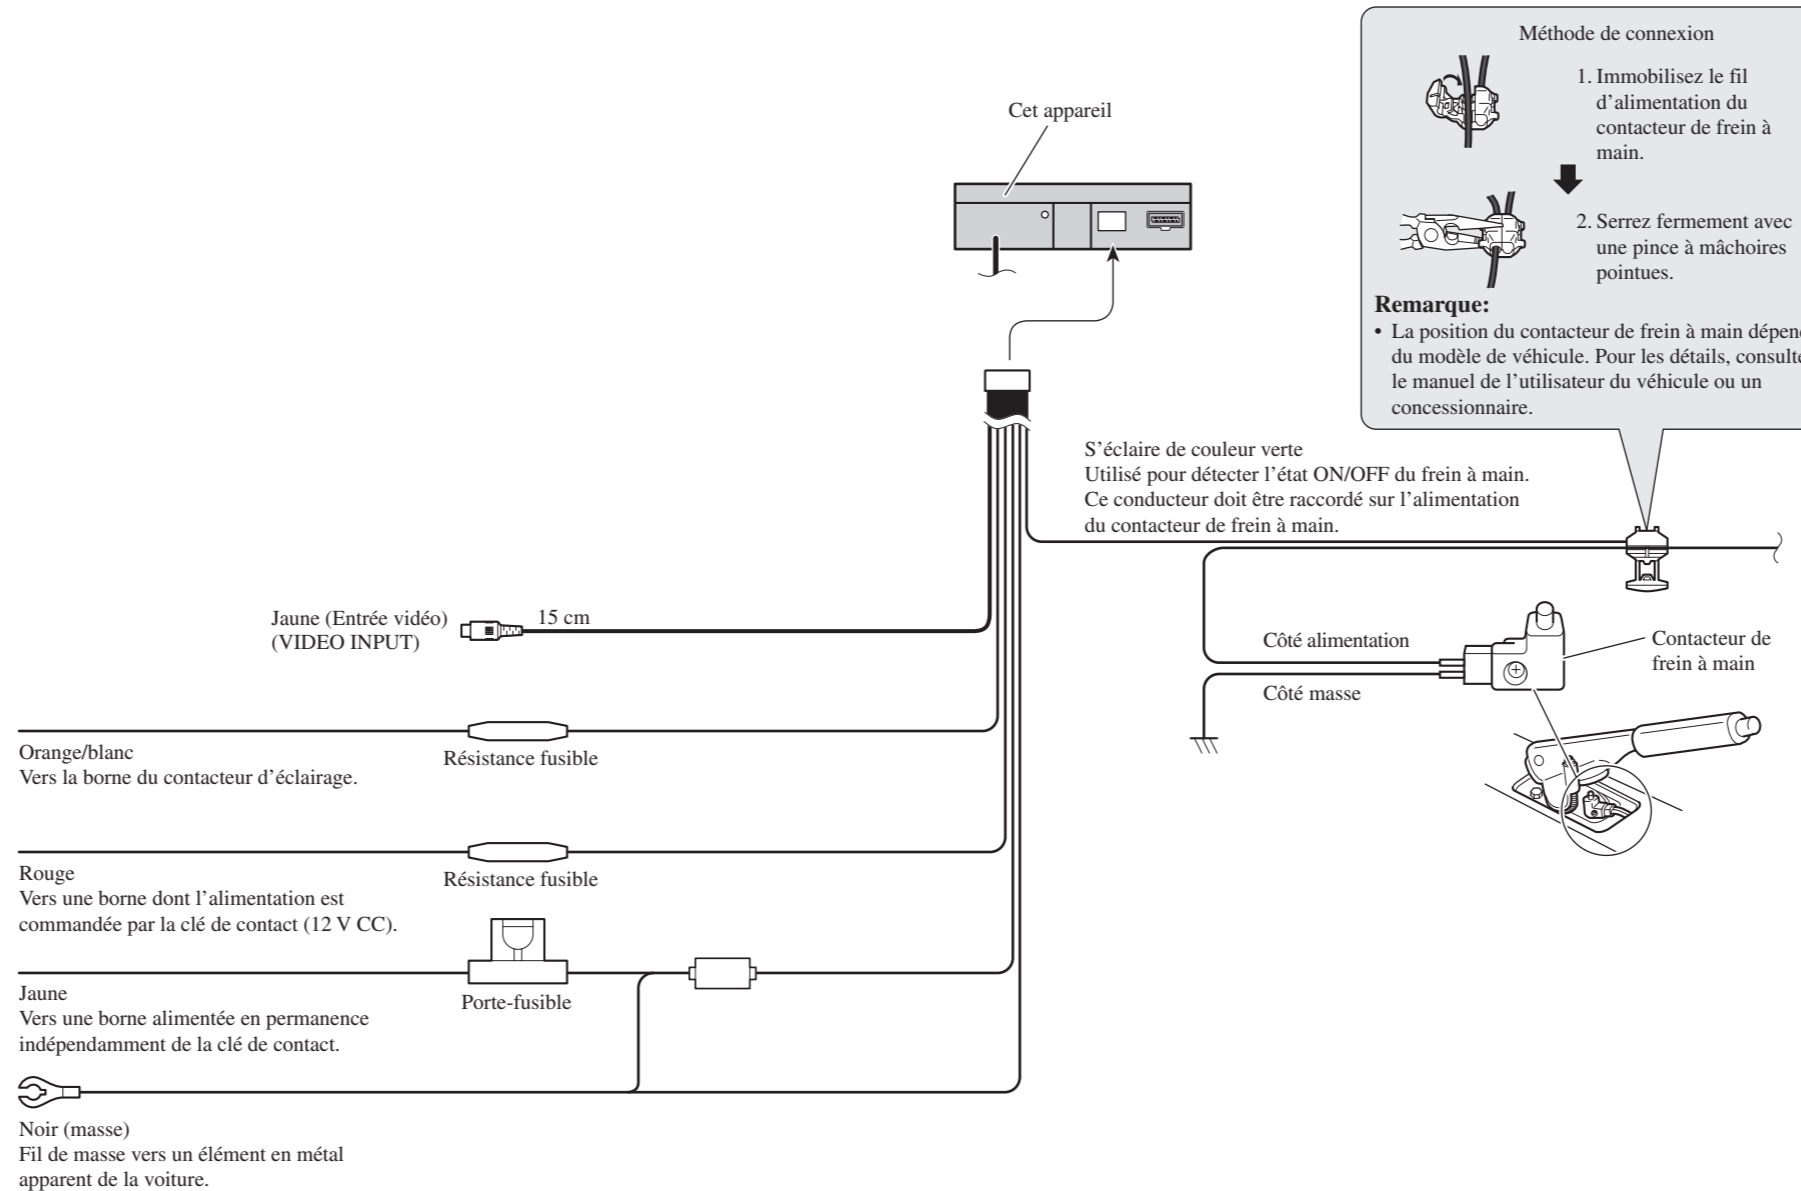 Méthode de connexion
1. Immobilisez le fil
d’alimentation du
contacteur de frein à
main.
2. Serrez fermement avec
une pince à mâchoires
pointues.
Remarque:
• La position du contacteur de frein à main dépen
du modèle de véhicule. Pour les détails, consulte
le manuel de l’utilisateur du véhicule ou un
concessionnaire.
Cet appareil
S’éclaire de couleur verte
Utilisé pour détecter l’état ON/OFF du frein à main.
Ce conducteur doit être raccordé sur l’alimentation
du contacteur de frein à main.
Jaune (Entrée vidéo)
(VIDEO INPUT)
15 cm
Côté alimentation
Côté masse
Contacteur de
frein à main
Orange/blanc
Vers la borne du contacteur d’éclairage.
Résistance fusible
Rouge
Vers une borne dont l’alimentation est
commandée par la clé de contact (12 V CC).
Résistance fusible
Jaune
Vers une borne alimentée en permanence
indépendamment de la clé de contact.
Porte-fusible
Noir (masse)
Fil de masse vers un élément en métal
apparent de la voiture.